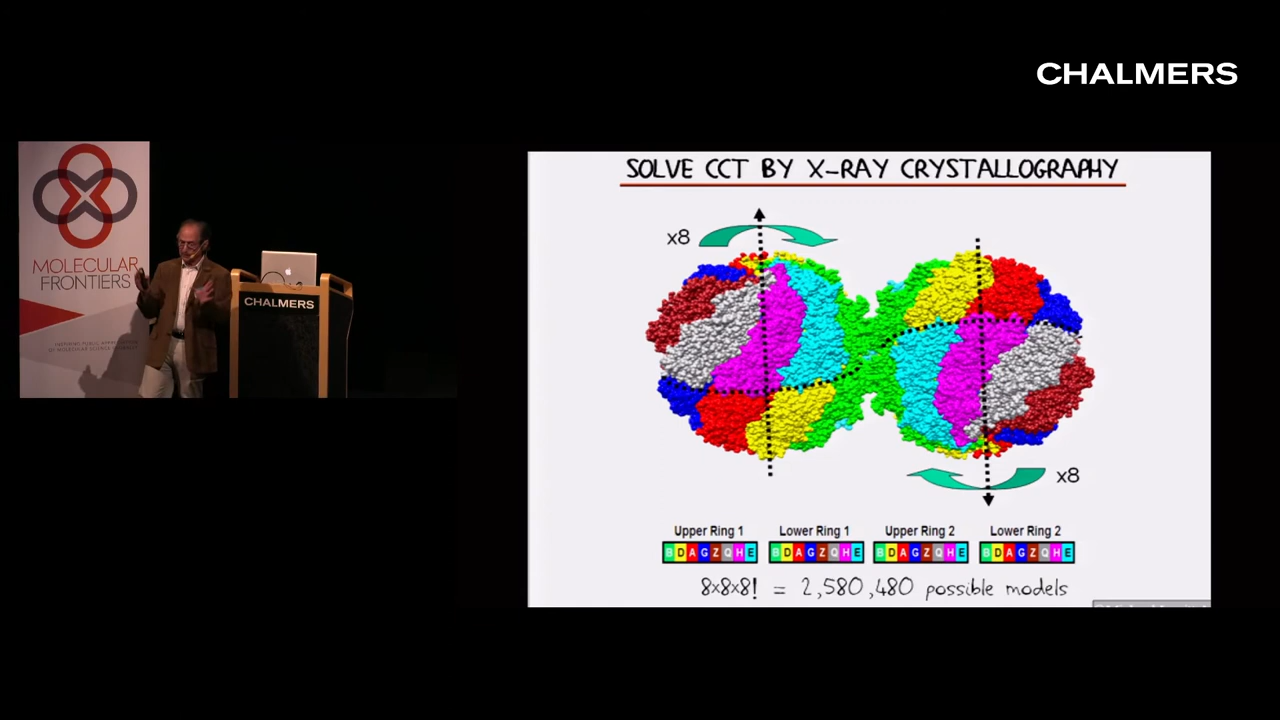 CHALMERS
MOLECULAR
FRONTIERS
CHALMERS
SOLVE CCT BY X-RAY CRYSTALLOGRAPHY
x8
x8
Upper Ring 1 Lower Ring 1 Upper Ring 2 Lower Ring 2
B D A G Z Q H E B D A G Z Q H E B D A G Z Q H E B D A G Z Q H E
8x8x8! = 2,580,480 possible models